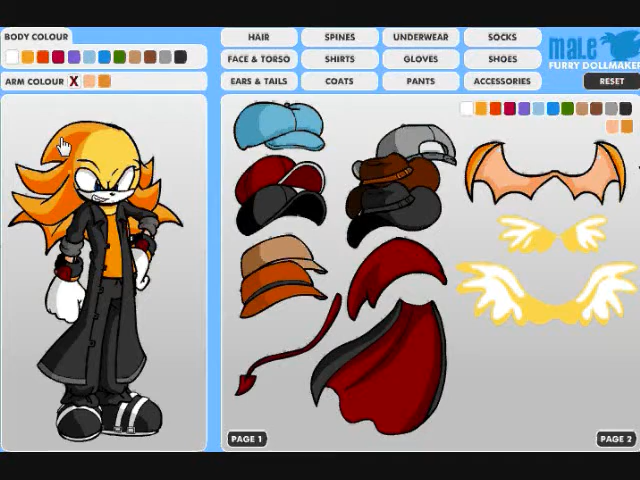 BODY COLOUR
ARM COLOUR X
HAIR
SPINES
UNDERWEAR
SOCKS
FACE & TORSO
SHIRTS
GLOVES
SHOES
EARS & TAILS
COATS
PANTS
ACCESSORIES
MALE
FURRY DOLLMAKER
RESET
PAGE 1
PAGE 2